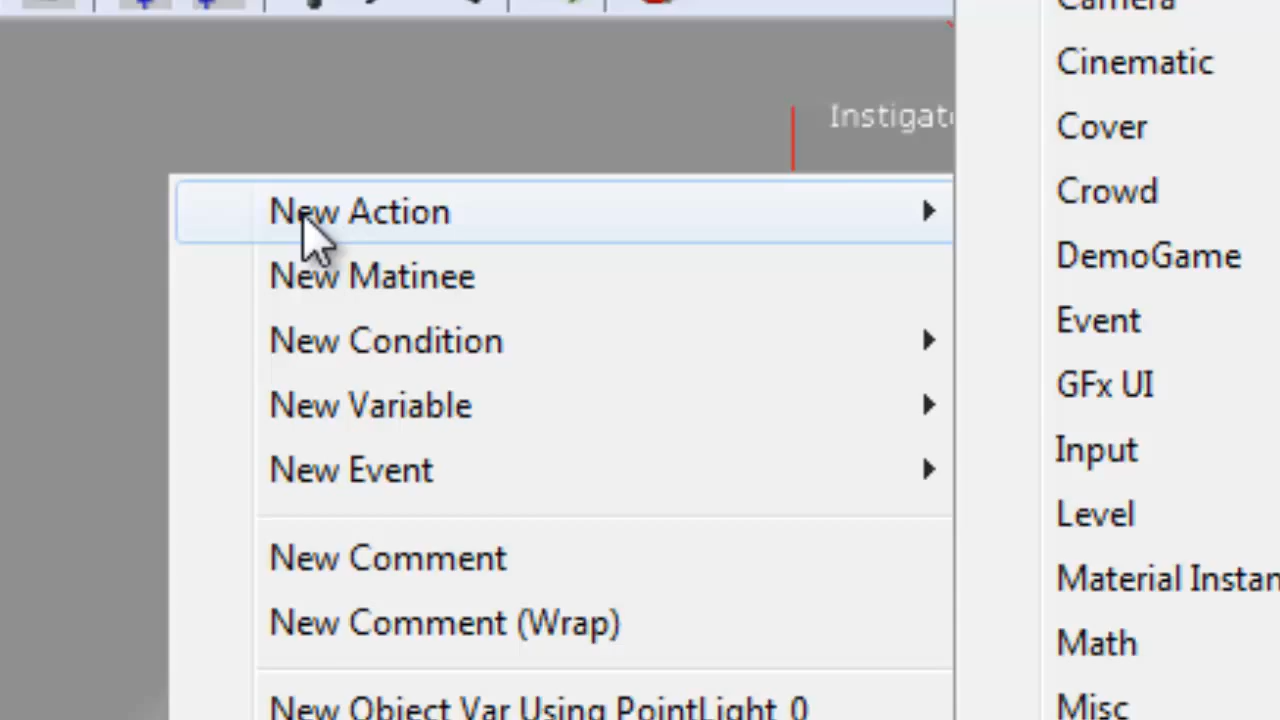 Instigat
New Action
New Matinee
New Condition
New Variable
New Event
New Comment
New Comment (Wrap)
New Object Var Using PointLight_0
Camera
Cinematic
Cover
Crowd
DemoGame
Event
GFx UI
Input
Level
Material Instan
Math
Misc